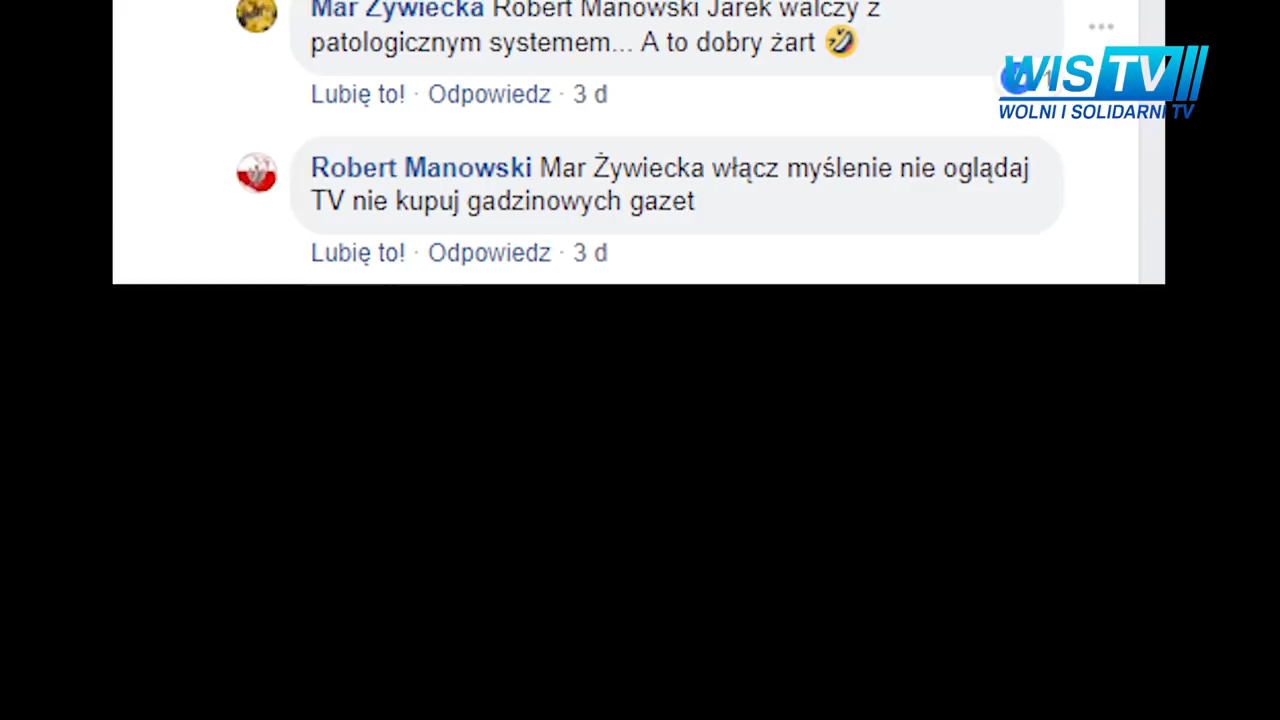 Mar Żywiecka Robert Manowski Jarek walczy z
patologicznym systemem... A to dobry żart 🤣
Lubię to! · Odpowiedz · 3 d
Robert Manowski Mar Żywiecka włącz myślenie nie oglądaj
TV nie kupuj gadzinowych gazet
Lubię to! · Odpowiedz · 3 d
WIS TV
WOLNI I SOLIDARNI TV